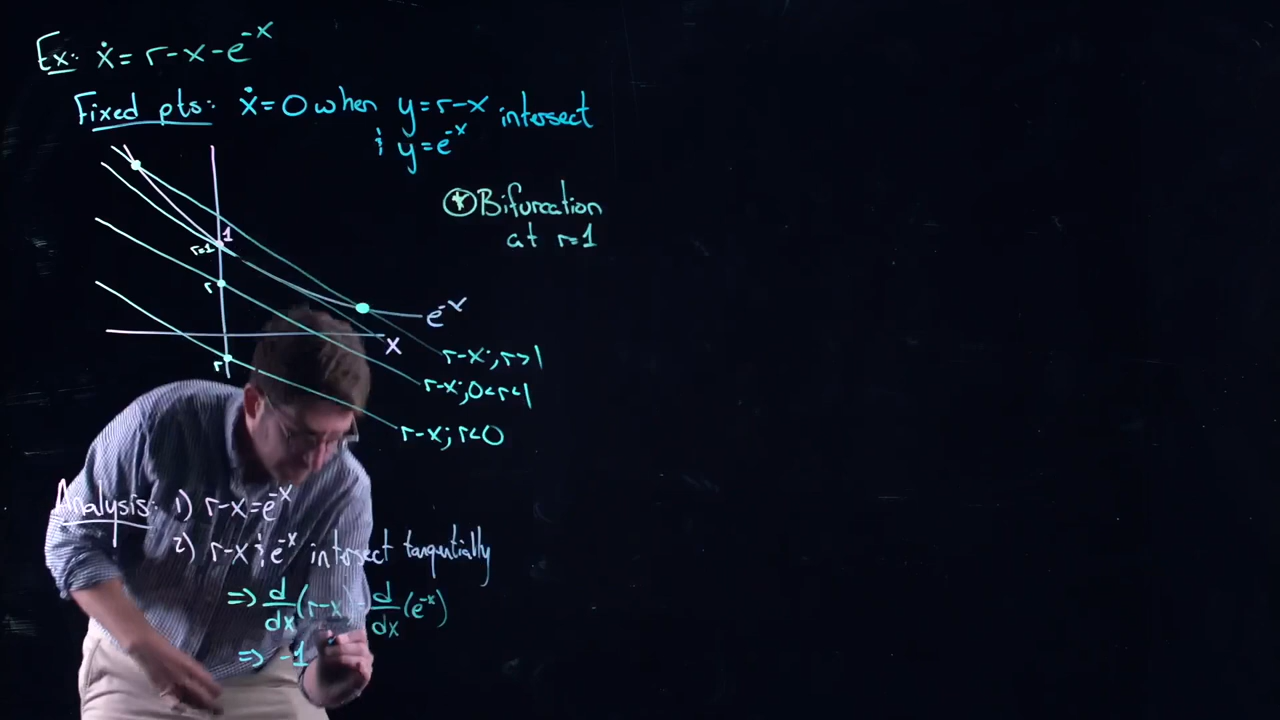 Ex: ẋ = r-x-e^-x
Fixed pts: ẋ=0 when y=r-x intersect
& y=e^-x
⊛ Bifurcation
at r=1
1
r=1
r
e^-x
x
r-x; r>1
r
r-x; 0<r<1
r-x; r<0
Analysis: 1) r-x=e^-x
2) r-x & e^-x intersect tangentially
⇒ d/dx (r-x) = d/dx (e^-x)
⇒ -1